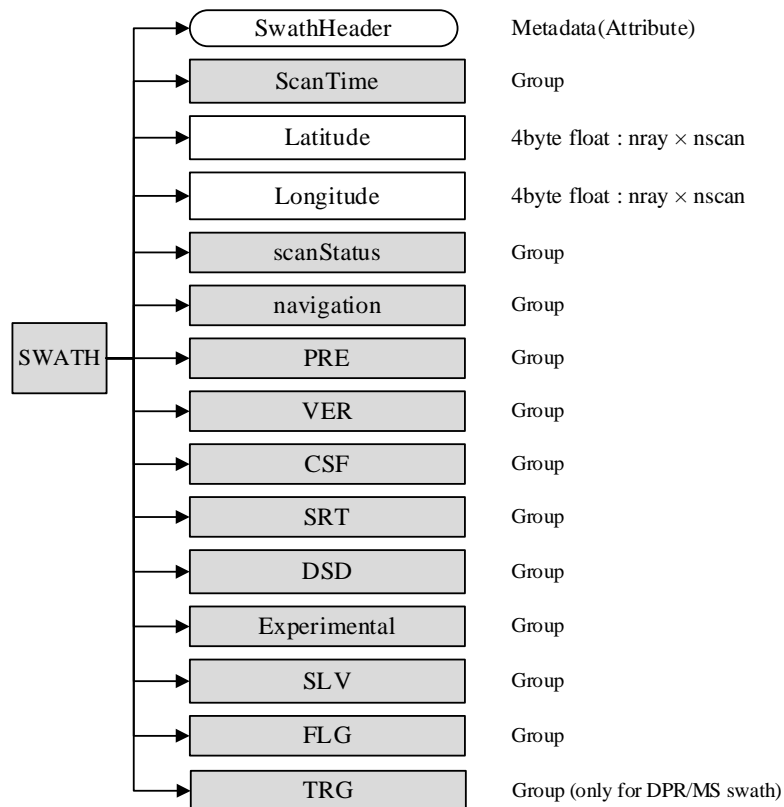 SwathHeader Metadata(Attribute)
ScanTime Group
Latitude 4byte float : nray × nscan
Longitude 4byte float : nray × nscan
scanStatus Group
navigation Group
SWATH
PRE Group
VER Group
CSF Group
SRT Group
DSD Group
Experimental Group
SLV Group
FLG Group
TRG Group (only for DPR/MS swath)